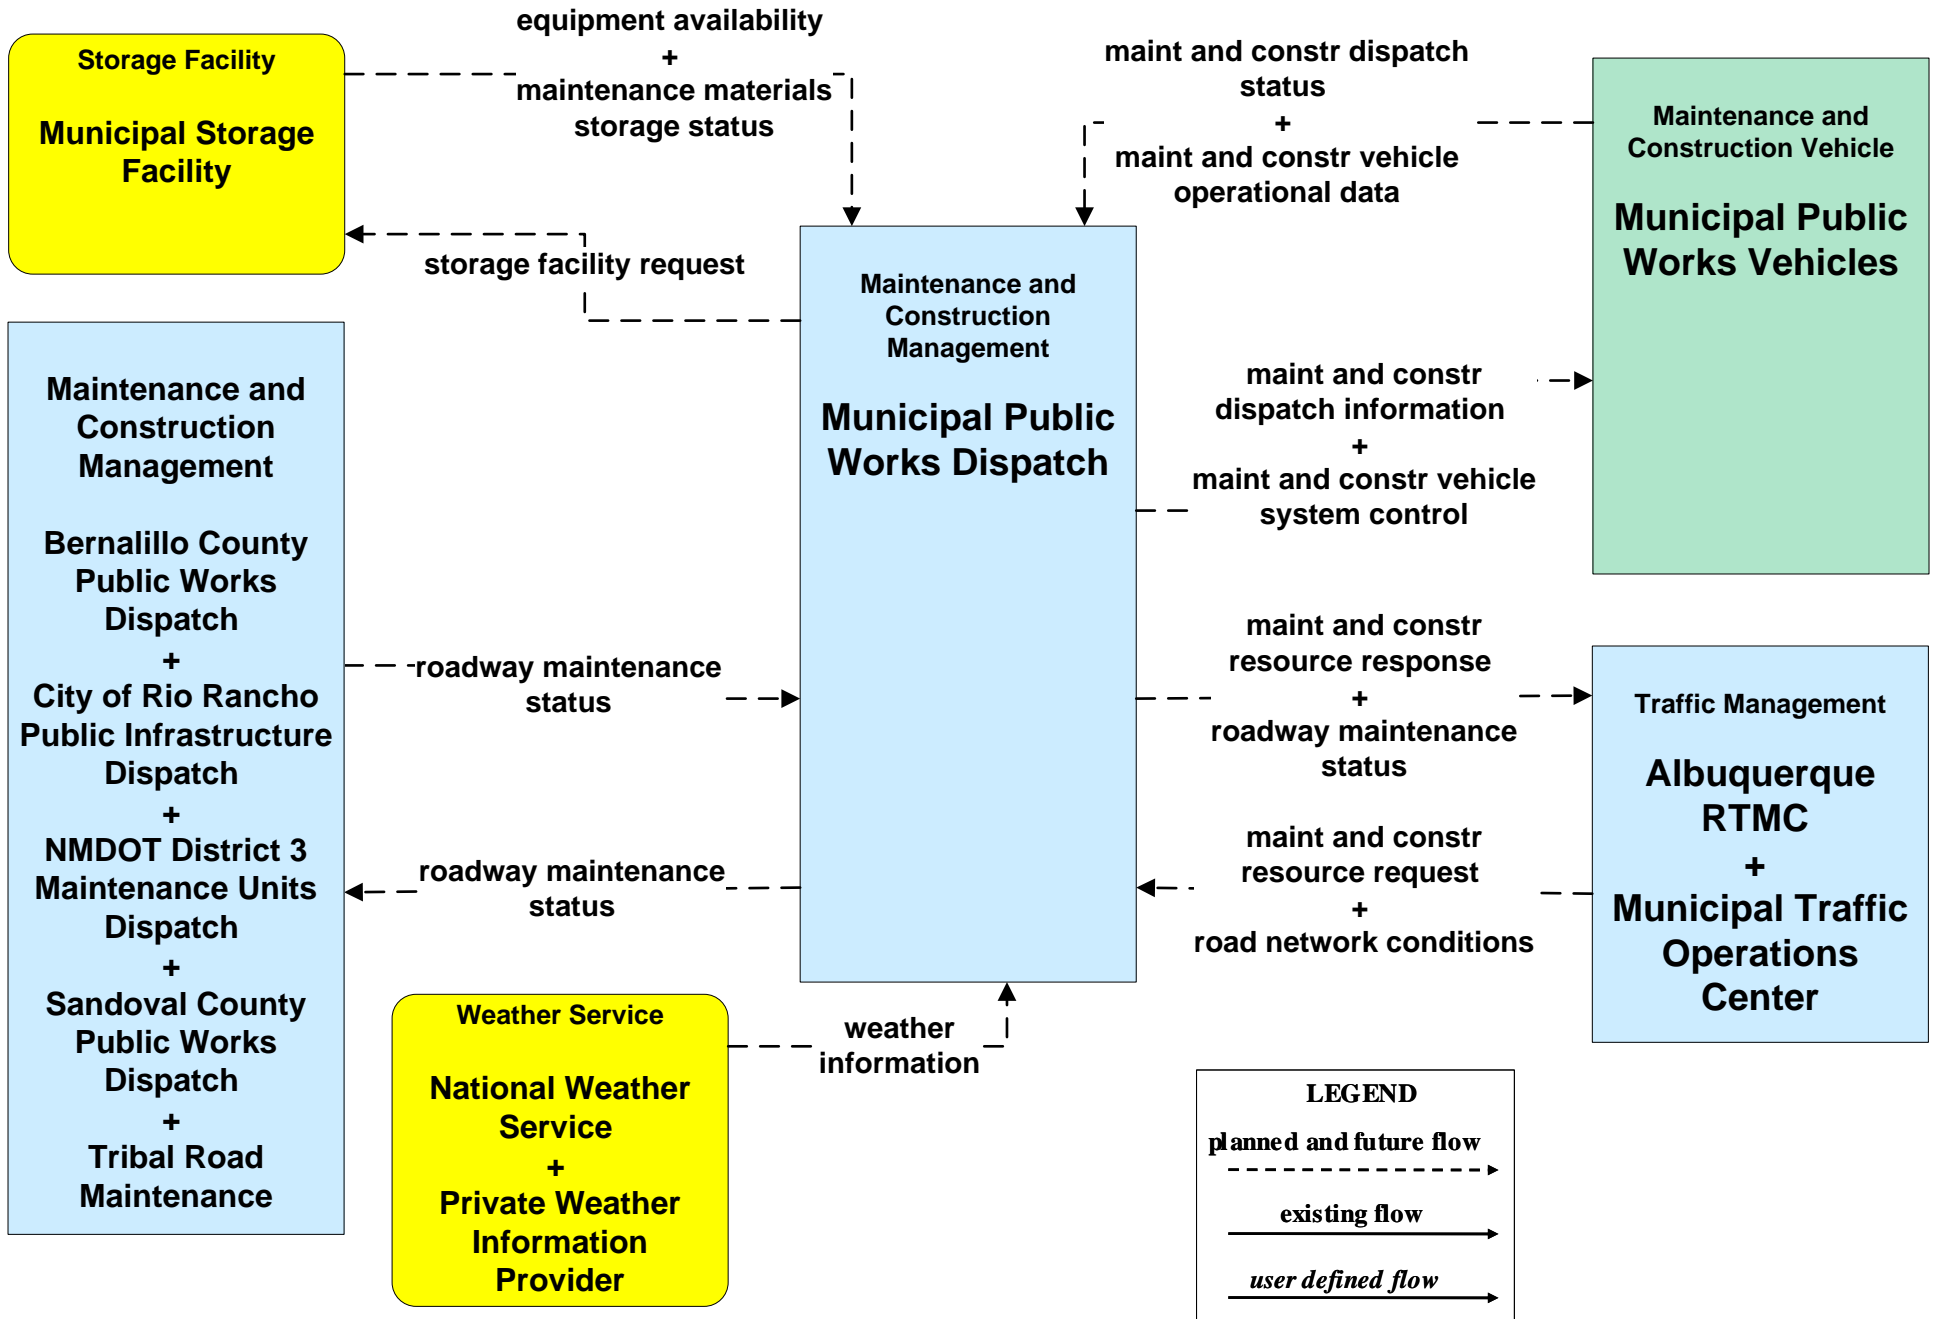 equipment availability
+
maintenance materials
storage status
Storage Facility
Municipal Storage
Facility
storage facility request
maint and constr dispatch
status
+
maint and constr vehicle
operational data
Maintenance and
Construction Vehicle
Municipal Public
Works Vehicles
Maintenance and
Construction
Management
Municipal Public
Works Dispatch
maint and constr
dispatch information
+
maint and constr vehicle
system control
Maintenance and
Construction
Management
Bernalillo County
Public Works
Dispatch
+
City of Rio Rancho
Public Infrastructure
Dispatch
+
NMDOT District 3
Maintenance Units
Dispatch
+
Sandoval County
Public Works
Dispatch
+
Tribal Road
Maintenance
roadway maintenance
status
roadway maintenance
status
maint and constr
resource response
+
roadway maintenance
status
maint and constr
resource request
+
road network conditions
Traffic Management
Albuquerque
RTMC
+
Municipal Traffic
Operations
Center
Weather Service
National Weather
Service
+
Private Weather
Information
Provider
weather
information
LEGEND
planned and future flow
existing flow
user defined flow